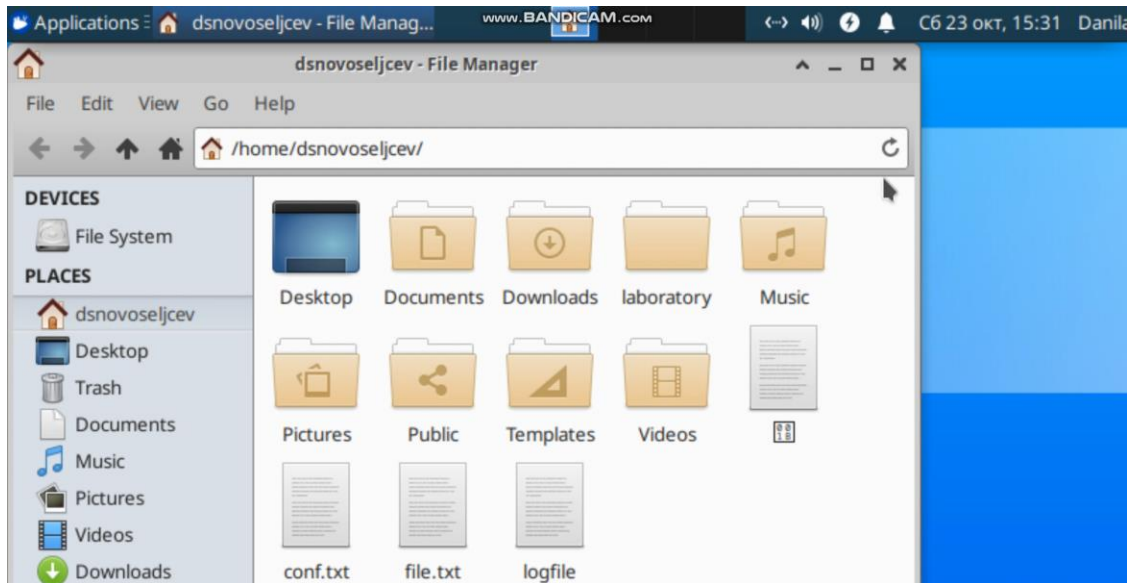 Applications dsnovoseljcev - File Manag... www.BANDICAM.com Сб 23 окт, 15:31 Danila
dsnovoseljcev - File Manager
File Edit View Go Help
/home/dsnovoseljcev/
DEVICES
File System
PLACES
dsnovoseljcev
Desktop
Trash
Documents
Music
Pictures
Videos
Downloads
Desktop Documents Downloads laboratory Music
Pictures Public Templates Videos
conf.txt file.txt logfile